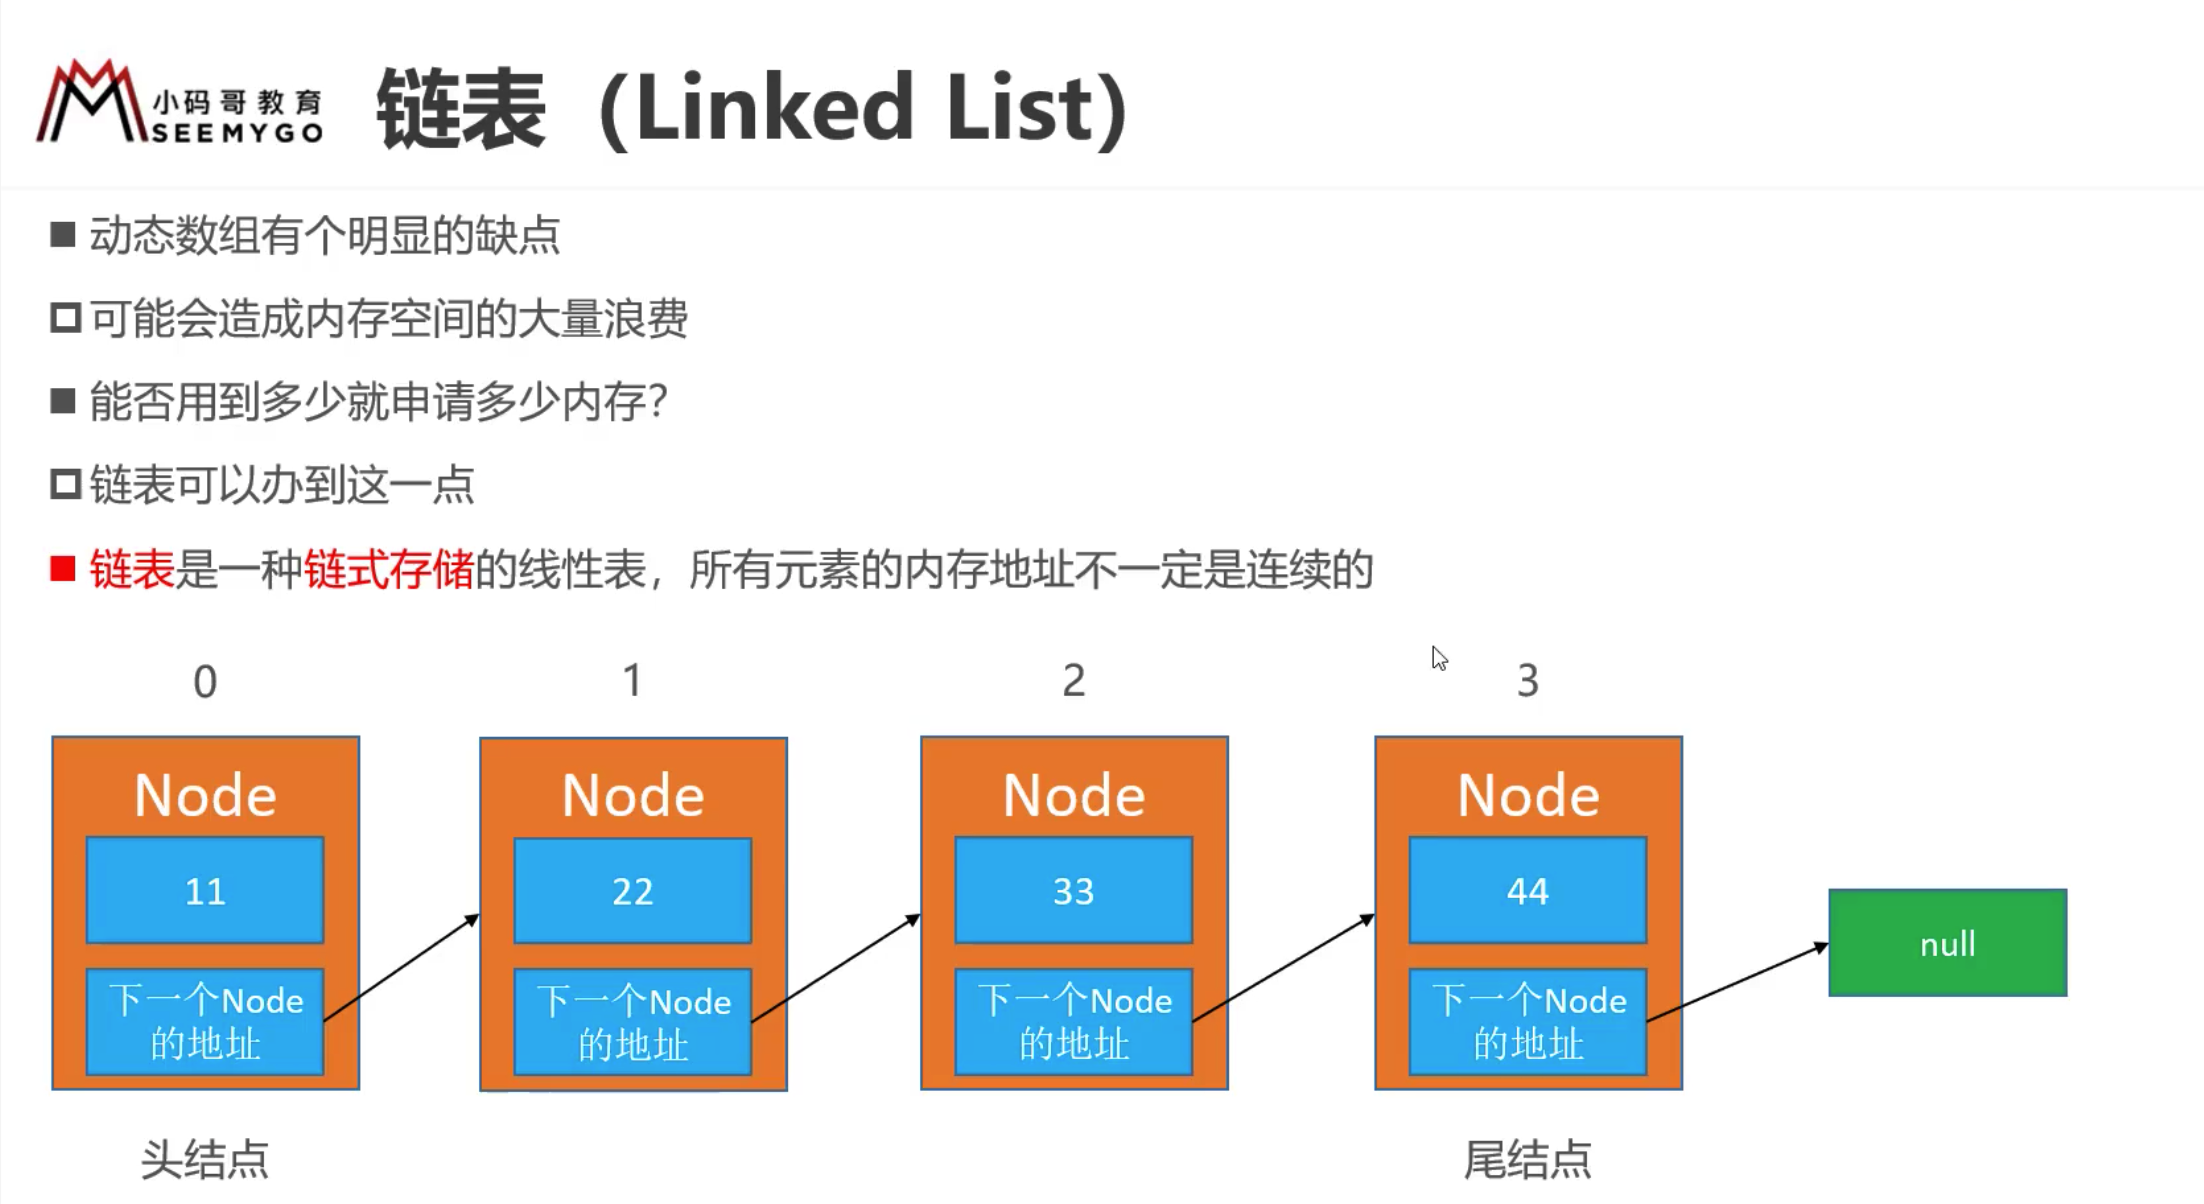 小码哥教育
SEEMYGO
链表（Linked List）
动态数组有个明显的缺点
可能会造成内存空间的大量浪费
能否用到多少就申请多少内存？
链表可以办到这一点
链表是一种链式存储的线性表，所有元素的内存地址不一定是连续的
0
1
2
3
Node
11
下一个Node
的地址
Node
22
下一个Node
的地址
Node
33
下一个Node
的地址
Node
44
下一个Node
的地址
null
头结点
尾结点